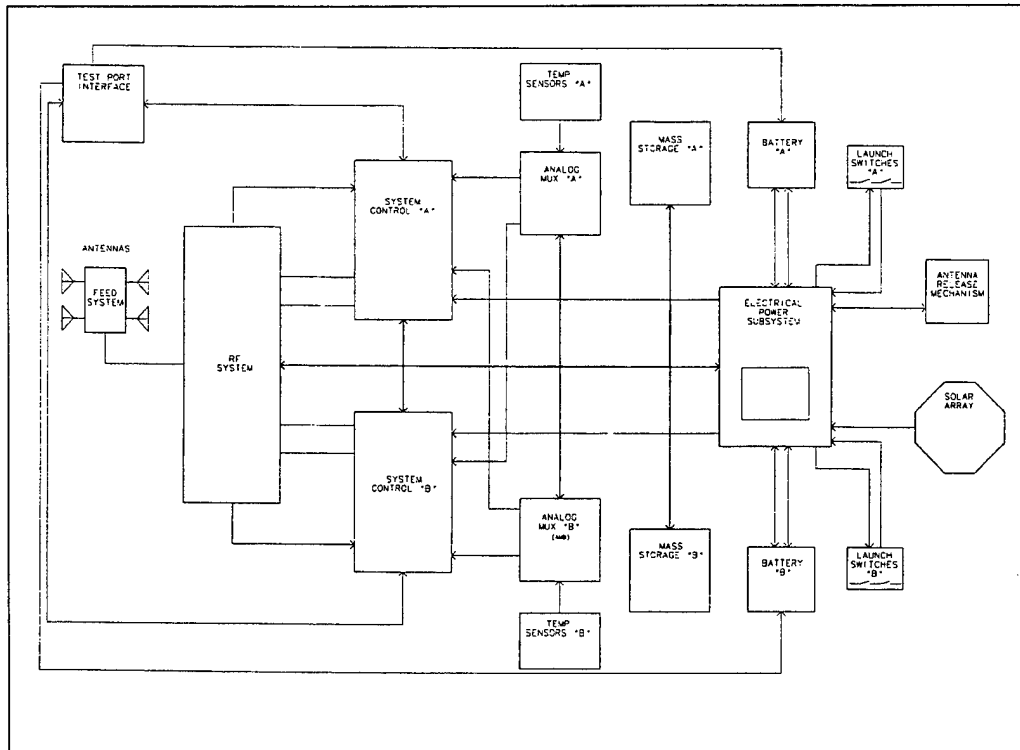 TEST PORT
INTERFACE
TEMP
SENSORS "A"
MASS
STORAGE "A"
BATTERY
"A"
LAUNCH
SWITCHES
"A"
ANALOG
MUX "A"
SYSTEM
CONTROL "A"
ANTENNAS
FEED
SYSTEM
RF
SYSTEM
ELECTRICAL
POWER
SUBSYSTEM
ANTENNA
RELEASE
MECHANISM
SOLAR
ARRAY
SYSTEM
CONTROL "B"
ANALOG
MUX "B"
MASS
STORAGE "B"
BATTERY
"B"
LAUNCH
SWITCHES
"B"
TEMP
SENSORS "B"